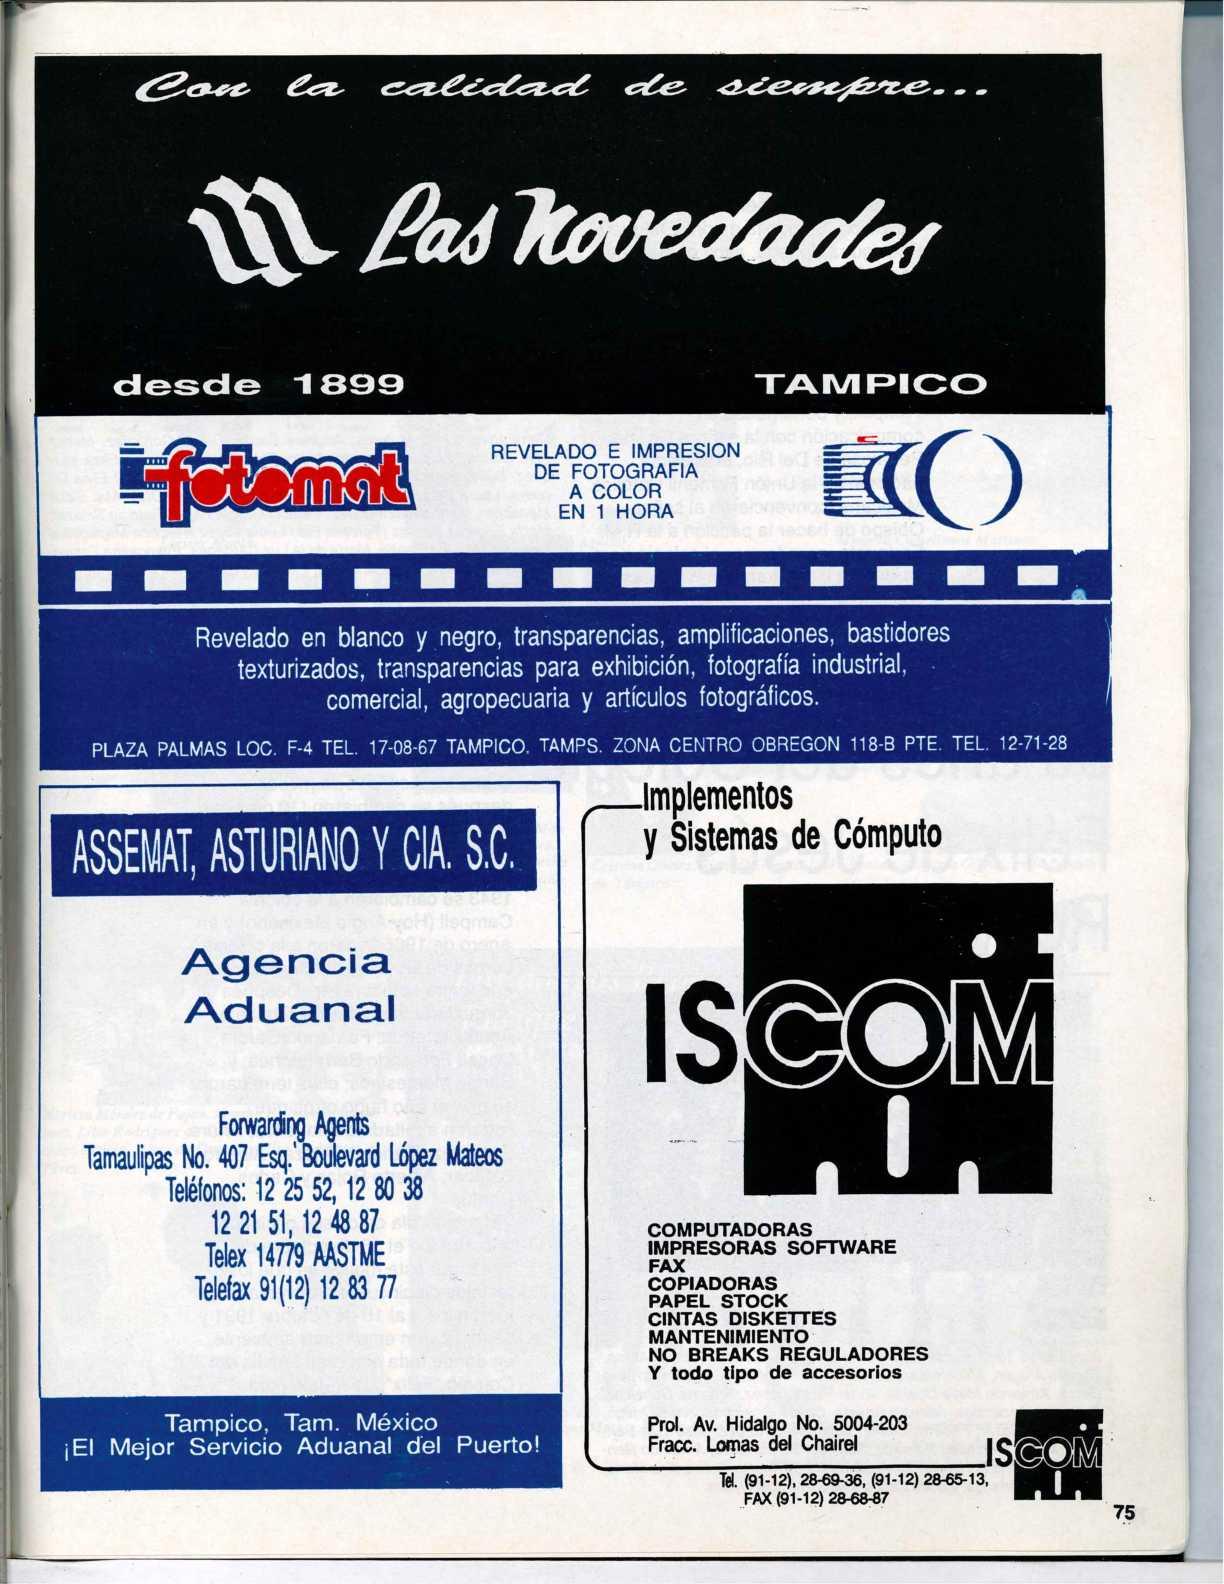 Con la calidad de siempre...
Las Novedades
desde 1899
TAMPICO
fotomat
REVELADO E IMPRESION
DE FOTOGRAFIA
A COLOR
EN 1 HORA
Revelado en blanco y negro, transparencias, amplificaciones, bastidores
texturizados, transparencias para exhibición, fotografía industrial,
comercial, agropecuaria y artículos fotográficos.
PLAZA PALMAS LOC. F-4 TEL. 17-08-67 TAMPICO, TAMPS. ZONA CENTRO OBREGON 118-B PTE. TEL. 12-71-28
ASSEMAT, ASTURIANO Y CIA. S.C.
Agencia
Aduanal
Forwarding Agents
Tamaulipas No. 407 Esq. Boulevard López Mateos
Teléfonos: 12 25 52, 12 80 38
12 21 51, 12 48 87
Telex 14779 AASTME
Telefax 91(12) 12 83 77
Tampico, Tam. México
¡El Mejor Servicio Aduanal del Puerto!
Implementos
y Sistemas de Cómputo
ISCOM
COMPUTADORAS
IMPRESORAS SOFTWARE
FAX
COPIADORAS
PAPEL STOCK
CINTAS DISKETTES
MANTENIMIENTO
NO BREAKS REGULADORES
Y todo tipo de accesorios
Prol. Av. Hidalgo No. 5004-203
Fracc. Lomas del Chairel
ISCOM
Tel. (91-12), 28-69-36, (91-12) 28-65-13,
FAX (91-12) 28-68-87
75